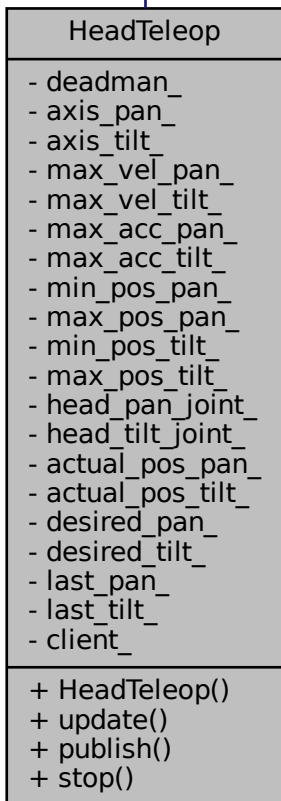 HeadTeleop
- deadman_
- axis_pan_
- axis_tilt_
- max_vel_pan_
- max_vel_tilt_
- max_acc_pan_
- max_acc_tilt_
- min_pos_pan_
- max_pos_pan_
- min_pos_tilt_
- max_pos_tilt_
- head_pan_joint_
- head_tilt_joint_
- actual_pos_pan_
- actual_pos_tilt_
- desired_pan_
- desired_tilt_
- last_pan_
- last_tilt_
- client_
+ HeadTeleop()
+ update()
+ publish()
+ stop()